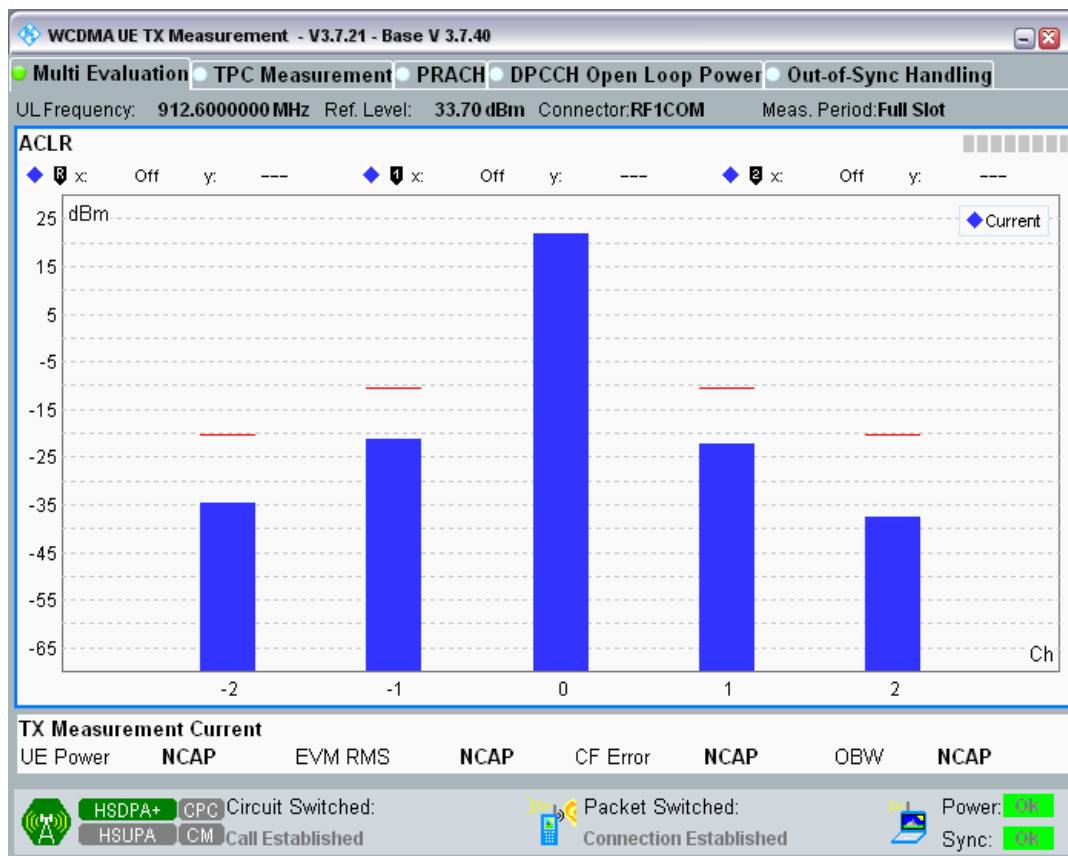 WCDMA UE TX Measurement - V3.7.21 - Base V 3.7.40
Multi Evaluation TPC Measurement PRACH DPCCH Open Loop Power Out-of-Sync Handling
UL Frequency: 912.6000000 MHz Ref. Level: 33.70 dBm Connector:RF1COM Meas. Period:Full Slot
ACLR
R x: Off y: --- 1 x: Off y: --- 2 x: Off y: ---
dBm
Current
25
15
5
-5
-15
-25
-35
-45
-55
-65
Ch
-2 -1 0 1 2
TX Measurement Current
UE Power NCAP EVM RMS NCAP CF Error NCAP OBW NCAP
HSDPA+ CPC Circuit Switched: Packet Switched: Power: OK
HSUPA CM Call Established Connection Established Sync: OK